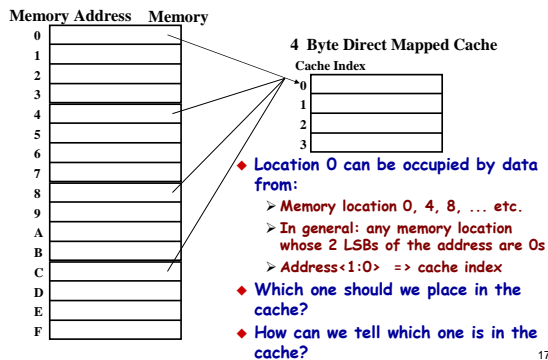 Memory Address Memory
0
1
2
3
4
5
6
7
8
9
A
B
C
D
E
F
4 Byte Direct Mapped Cache
Cache Index
0
1
2
3
◆ Location 0 can be occupied by data
from:
➢ Memory location 0, 4, 8, ... etc.
➢ In general: any memory location
whose 2 LSBs of the address are 0s
➢ Address<1:0> => cache index
◆ Which one should we place in the
cache?
◆ How can we tell which one is in the
cache?
17